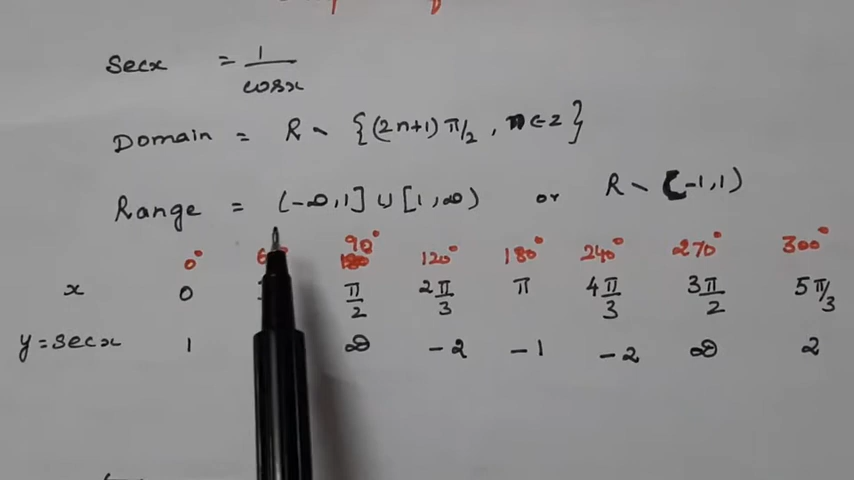 Secx = 1/cosx
Domain = R ∖ {(2n+1)π/2, n∈z}
Range = (-∞,1] ∪ [1,∞) or R ∖ (-1,1)
0° 90° 120° 180° 240° 270° 300°
x 0 π/2 2π/3 π 4π/3 3π/2 5π/3
y=secx 1 ∞ -2 -1 -2 ∞ 2